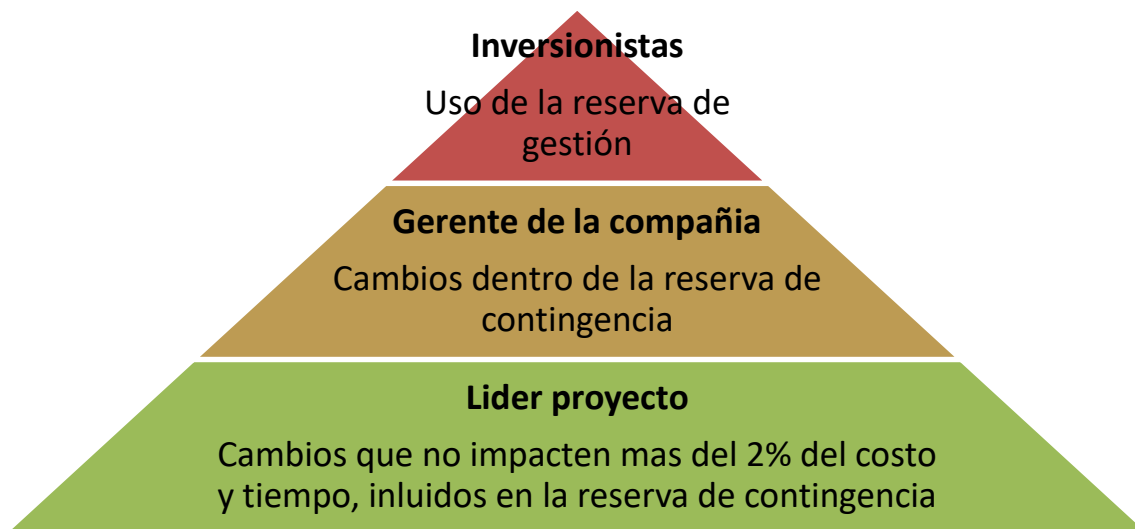 Inversionistas
Uso de la reserva de
gestión
Gerente de la compañia
Cambios dentro de la reserva de
contingencia
Lider proyecto
Cambios que no impacten mas del 2% del costo
y tiempo, inluidos en la reserva de contingencia